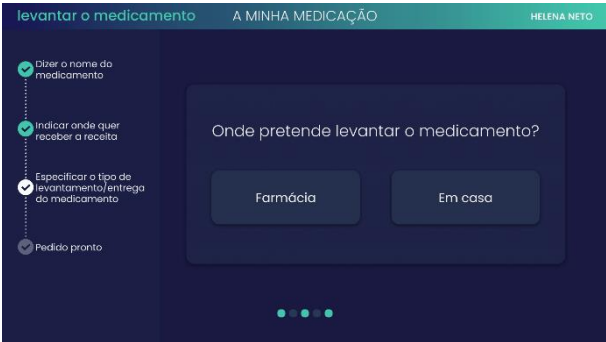 levantar o medicamento
A MINHA MEDICAÇÃO
HELENA NETO
Dizer o nome do
medicamento
Indicar onde quer
receber a receita
Especificar o tipo de
levantamento/entrega
do medicamento
Pedido pronto
Onde pretende levantar o medicamento?
Farmácia
Em casa